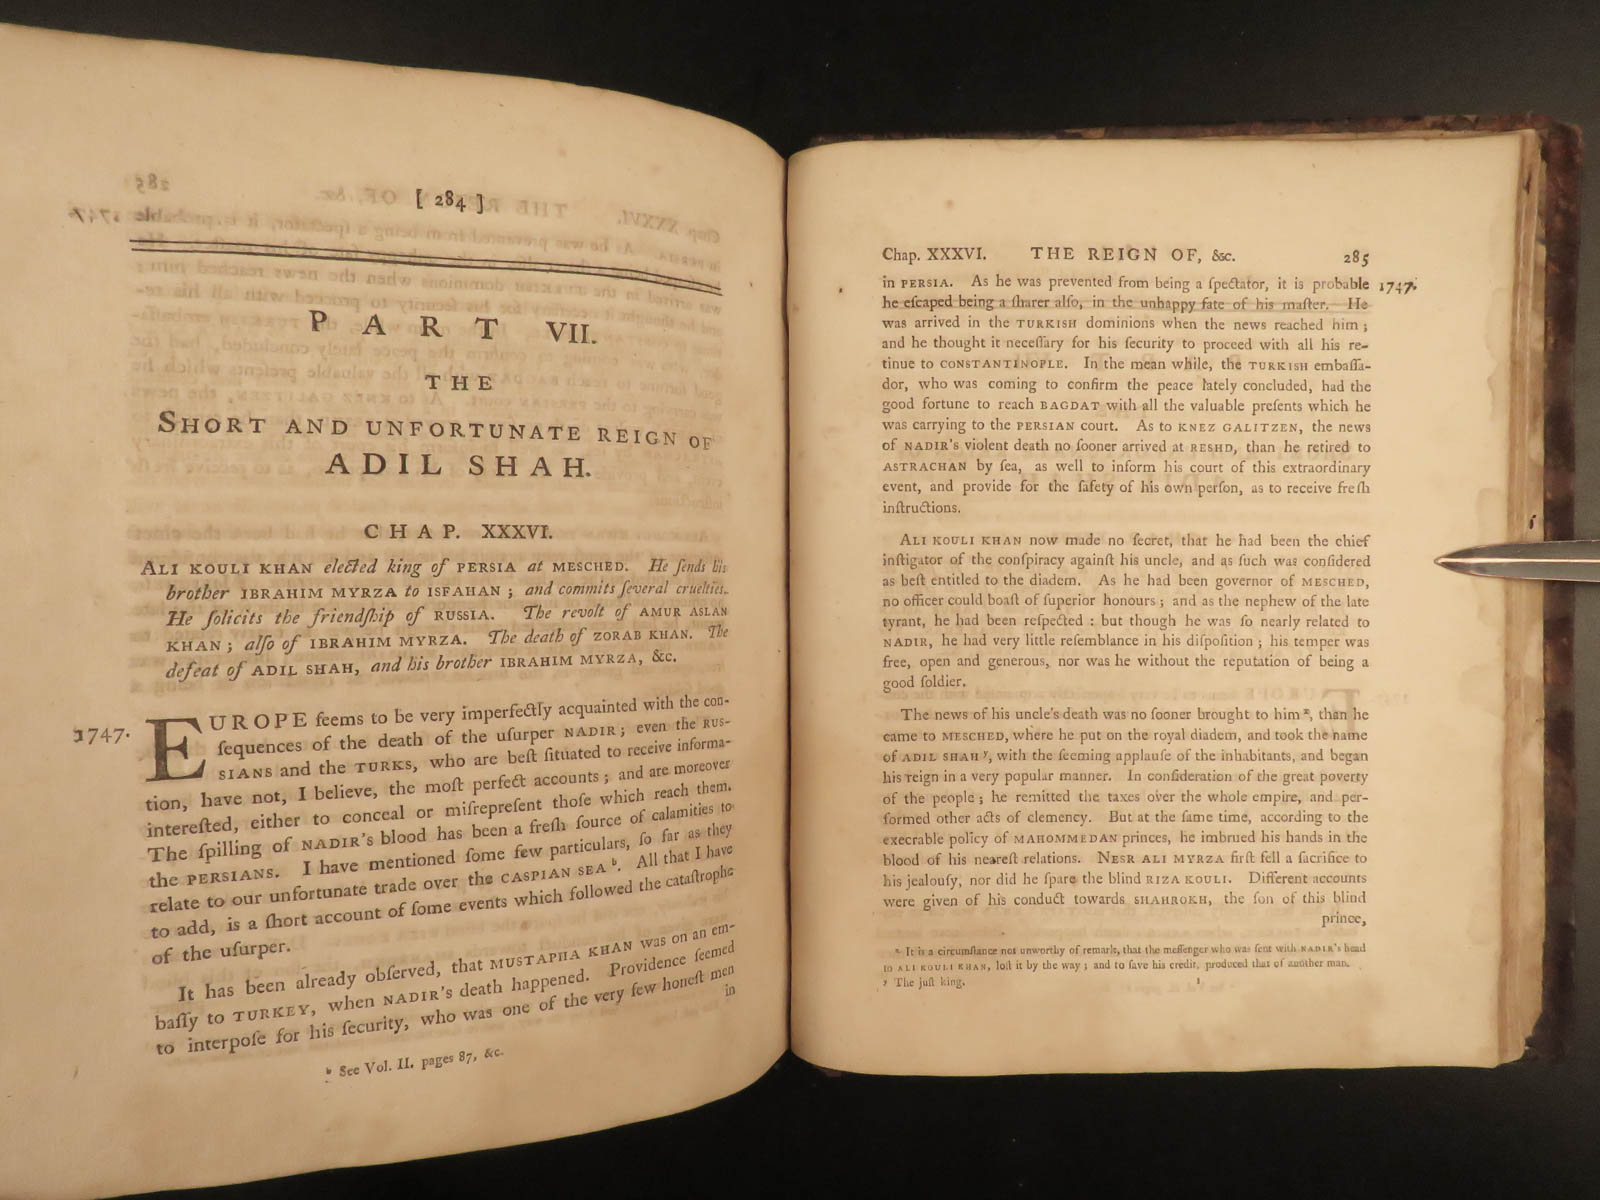 [ 284 ]
PART VII.
THE
SHORT AND UNFORTUNATE REIGN OF
ADIL SHAH.
CHAP. XXXVI.
ALI KOULI KHAN elected king of PERSIA at MESCHED. He ſends his
brother IBRAHIM MYRZA to ISFAHAN ; and commits ſeveral cruelties.
He ſolicits the friendſhip of RUSSIA. The revolt of AMUR ASLAN
KHAN ; alſo of IBRAHIM MYRZA. The death of ZORAB KHAN. The
defeat of ADIL SHAH, and his brother IBRAHIM MYRZA, &c.
1747. EUROPE ſeems to be very imperfectly acquainted with the con-
ſequences of the death of the uſurper NADIR ; even the RUS-
SIANS and the TURKS, who are beſt ſituated to receive informa-
tion, have not, I believe, the moſt perfect accounts ; and are moreover
intereſted, either to conceal or miſrepreſent thoſe which reach them.
The ſpilling of NADIR's blood has been a freſh ſource of calamities to
the PERSIANS. I have mentioned ſome few particulars, ſo far as they
relate to our unfortunate trade over the CASPIAN SEA ʰ. All that I have
to add, is a ſhort account of ſome events which followed the cataſtrophe
of the uſurper.
It has been already obſerved, that MUSTAPHA KHAN was on an em-
baſſy to TURKEY, when NADIR's death happened. Providence ſeemed
to interpoſe for his ſecurity, who was one of the very few honeſt men
in
ʰ See Vol. II. pages 87, &c.
Chap. XXXVI. THE REIGN OF, &c. 285
in PERSIA. As he was prevented from being a ſpectator, it is probable 1747.
he eſcaped being a ſharer alſo, in the unhappy fate of his maſter. He
was arrived in the TURKISH dominions when the news reached him ;
and he thought it neceſſary for his ſecurity to proceed with all his re-
tinue to CONSTANTINOPLE. In the mean while, the TURKISH embaſſa-
dor, who was coming to confirm the peace lately concluded, had the
good fortune to reach BAGDAT with all the valuable preſents which he
was carrying to the PERSIAN court. As to KNEZ GALITZEN, the news
of NADIR's violent death no ſooner arrived at RESHD, than he retired to
ASTRACHAN by ſea, as well to inform his court of this extraordinary
event, and provide for the ſafety of his own perſon, as to receive freſh
inſtructions.
ALI KOULI KHAN now made no ſecret, that he had been the chief
inſtigator of the conſpiracy againſt his uncle, and as ſuch was conſidered
as beſt entitled to the diadem. As he had been governor of MESCHED,
no officer could boaſt of ſuperior honours ; and as the nephew of the late
tyrant, he had been reſpected : but though he was ſo nearly related to
NADIR, he had very little reſemblance in his diſpoſition ; his temper was
free, open and generous, nor was he without the reputation of being a
good ſoldier.
The news of his uncle's death was no ſooner brought to him ˣ, than he
came to MESCHED, where he put on the royal diadem, and took the name
of ADIL SHAH ʸ, with the ſeeming applauſe of the inhabitants, and began
his reign in a very popular manner. In conſideration of the great poverty
of the people ; he remitted the taxes over the whole empire, and per-
formed other acts of clemency. But at the ſame time, according to the
execrable policy of MAHOMMEDAN princes, he imbrued his hands in the
blood of his neareſt relations. NESR ALI MYRZA firſt fell a ſacrifice to
his jealouſy, nor did he ſpare the blind RIZA KOULI. Different accounts
were given of his conduct towards SHAHROKH, the ſon of this blind
prince,
ˣ It is a circumſtance not unworthy of remark, that the meſſenger who was ſent with NADIR's head
to ALI KOULI KHAN, loſt it by the way ; and to ſave his credit, produced that of another man.
ʸ The juſt king.